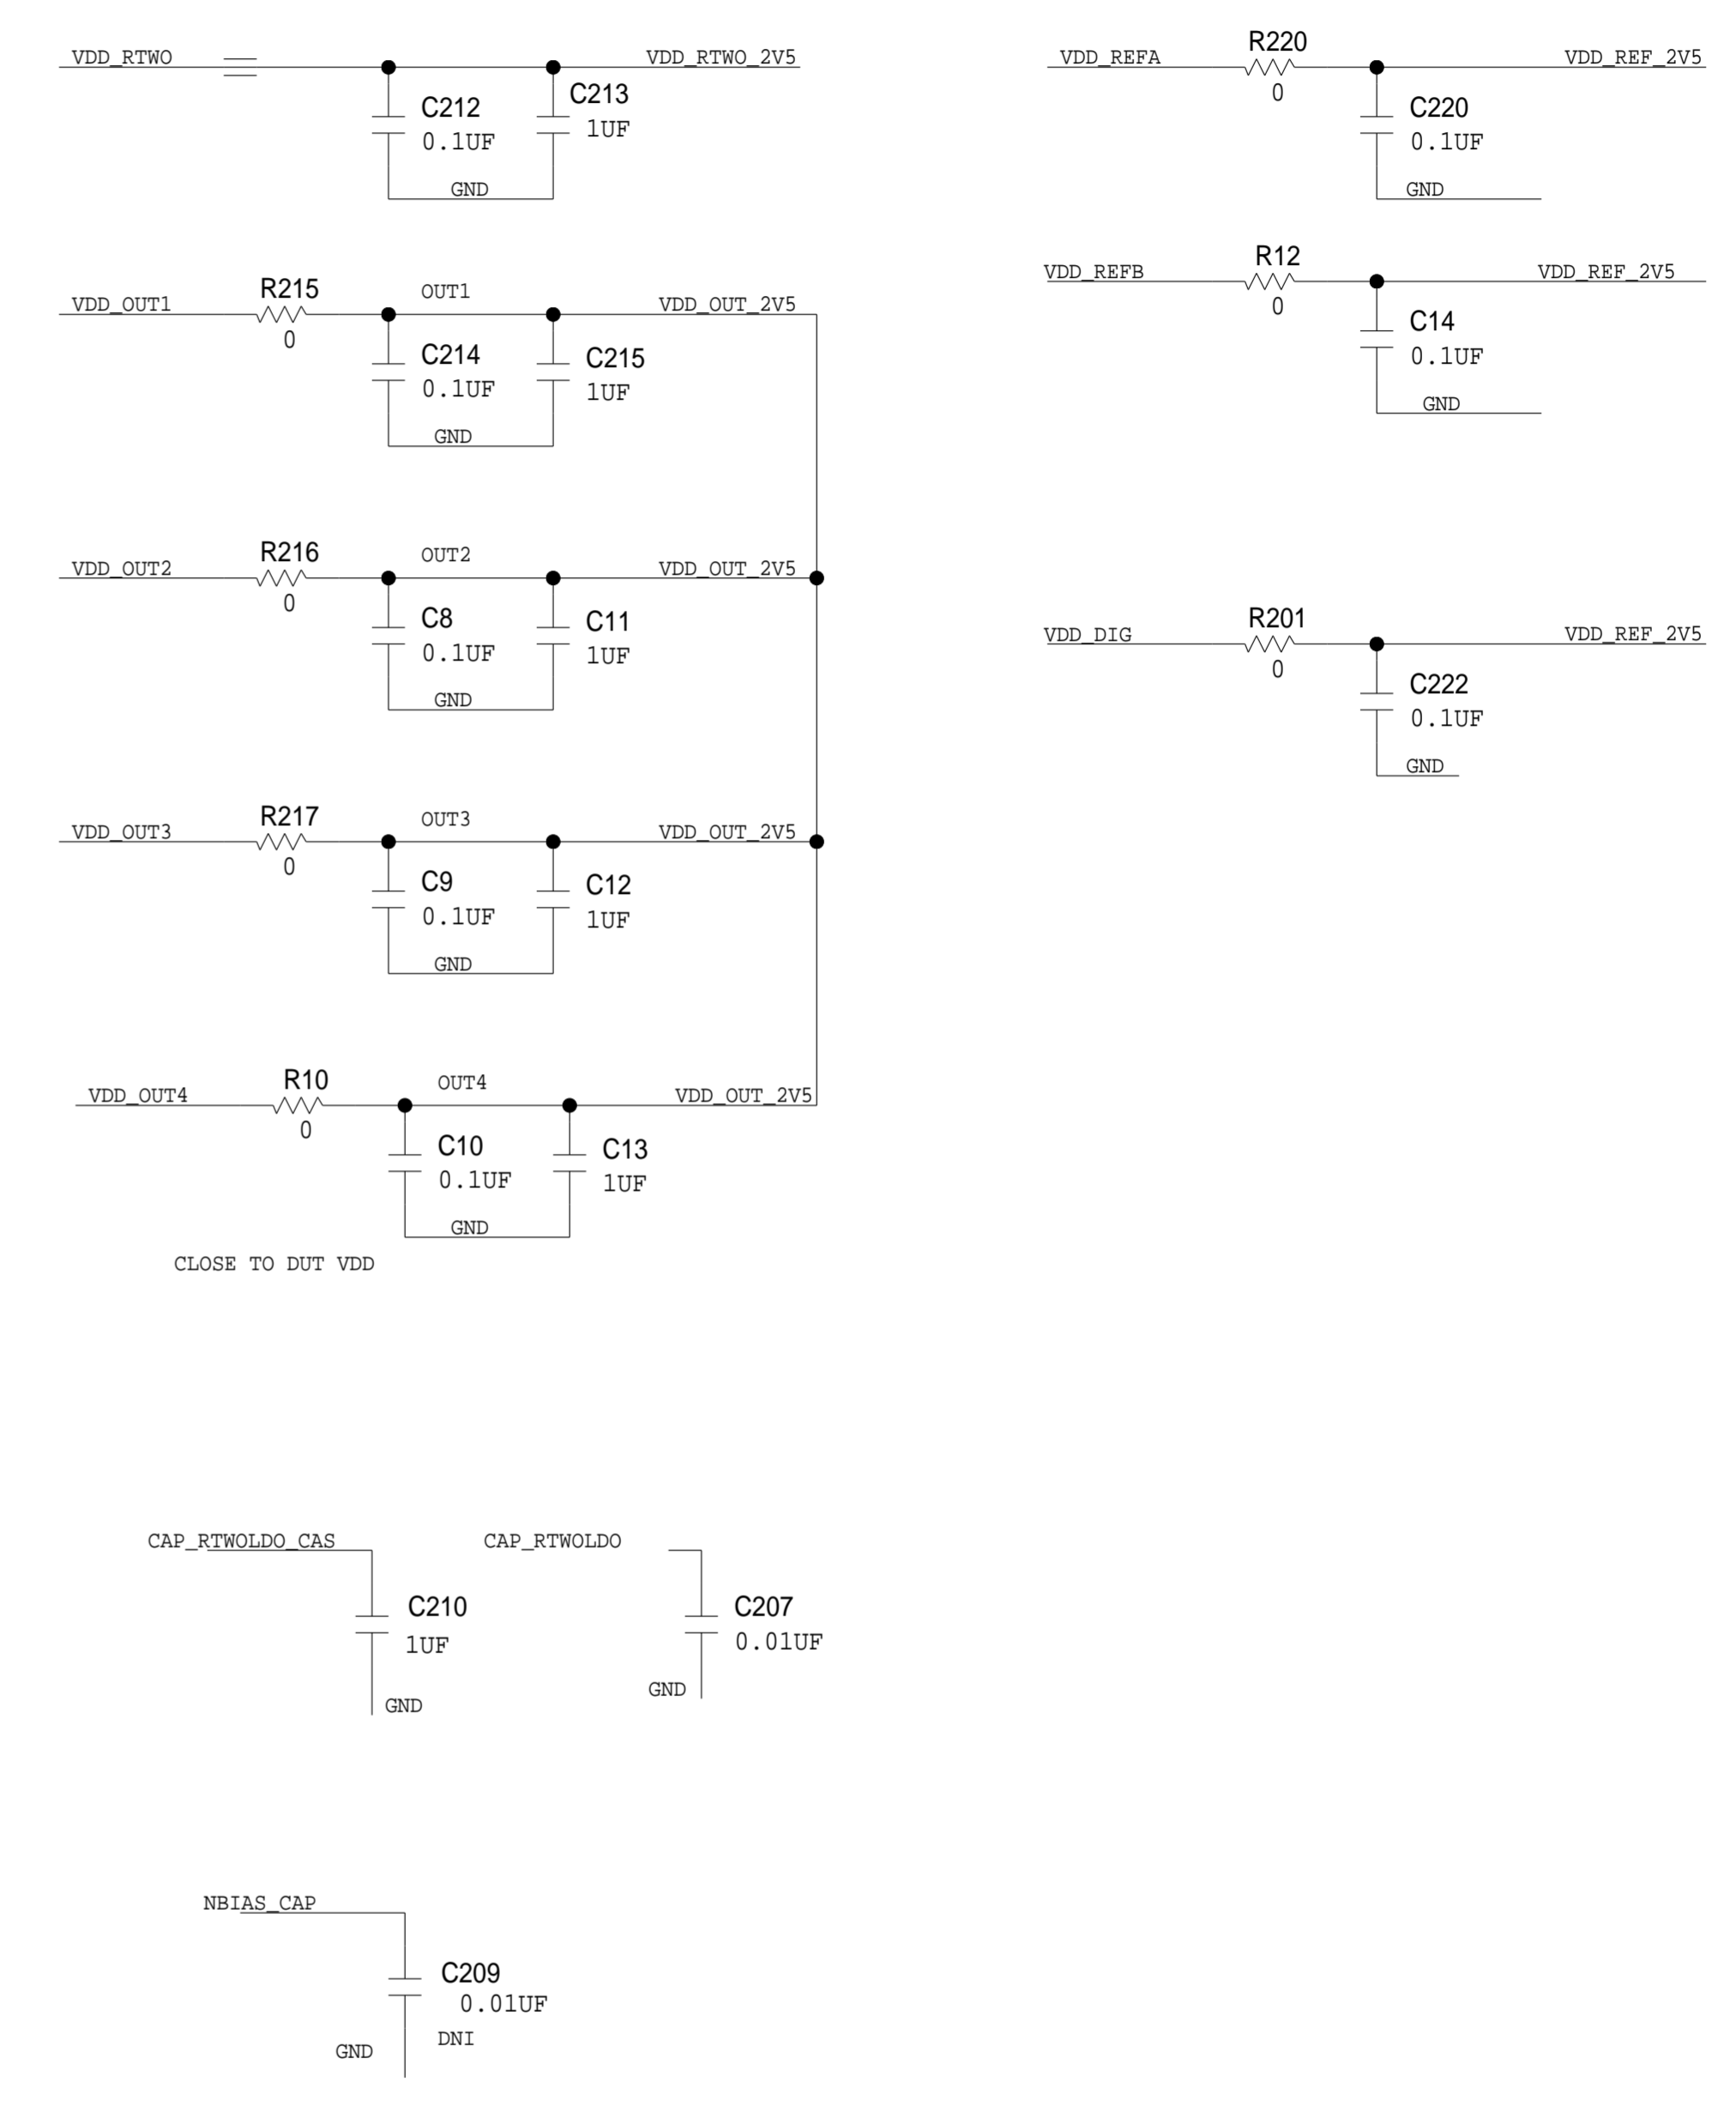 VDD_RTWO
VDD_RTWO_2V5
C212
0.1UF
C213
1UF
GND
VDD_OUT1
R215
0
OUT1
VDD_OUT_2V5
C214
0.1UF
C215
1UF
GND
VDD_OUT2
R216
0
OUT2
VDD_OUT_2V5
C8
0.1UF
C11
1UF
GND
VDD_OUT3
R217
0
OUT3
VDD_OUT_2V5
C9
0.1UF
C12
1UF
GND
VDD_OUT4
R10
0
OUT4
VDD_OUT_2V5
C10
0.1UF
C13
1UF
GND
CLOSE TO DUT VDD
VDD_REFA
R220
0
VDD_REF_2V5
C220
0.1UF
GND
VDD_REFB
R12
0
VDD_REF_2V5
C14
0.1UF
GND
VDD_DIG
R201
0
VDD_REF_2V5
C222
0.1UF
GND
CAP_RTWOLDO_CAS
C210
1UF
GND
CAP_RTWOLDO
C207
0.01UF
GND
NBIAS_CAP
C209
0.01UF
DNI
GND